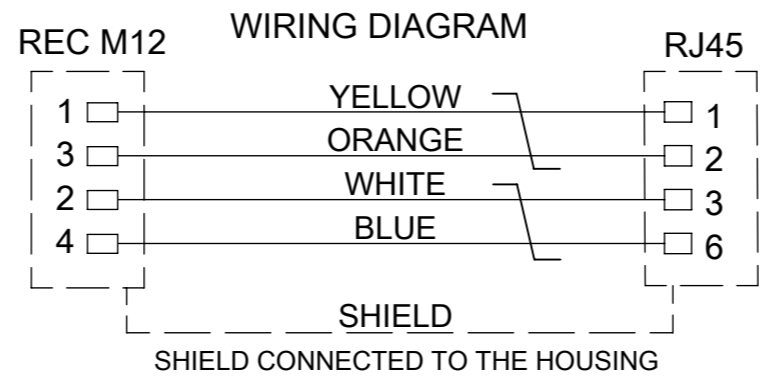 WIRING DIAGRAM
REC M12 RJ45
1 YELLOW 1
3 ORANGE 2
2 WHITE 3
4 BLUE 6
SHIELD
SHIELD CONNECTED TO THE HOUSING